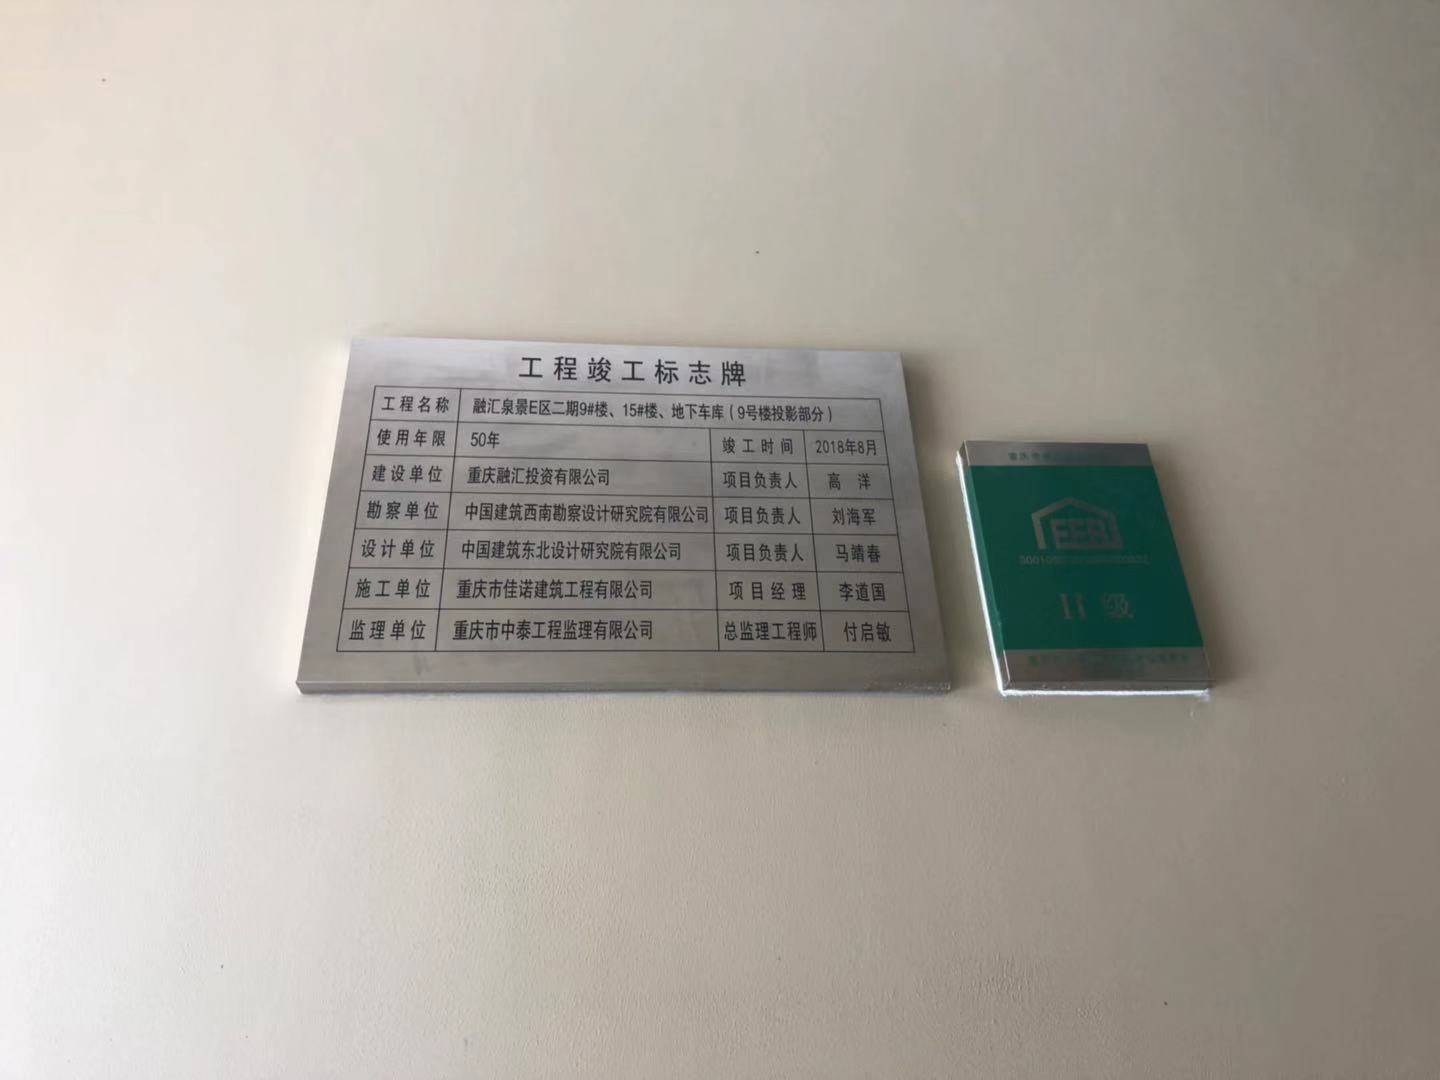 工程竣工标志牌
工程名称 融汇泉景E区二期9#楼、15#楼、地下车库（9号楼投影部分）
使用年限 50年 竣工时间 2018年8月
建设单位 重庆融汇投资有限公司 项目负责人 高 洋
勘察单位 中国建筑西南勘察设计研究院有限公司 项目负责人 刘海军
设计单位 中国建筑东北设计研究院有限公司 项目负责人 马靖春
施工单位 重庆市佳诺建筑工程有限公司 项目经理 李道国
监理单位 重庆市中泰工程监理有限公司 总监理工程师 付启敏
重庆市
EEB
II 级